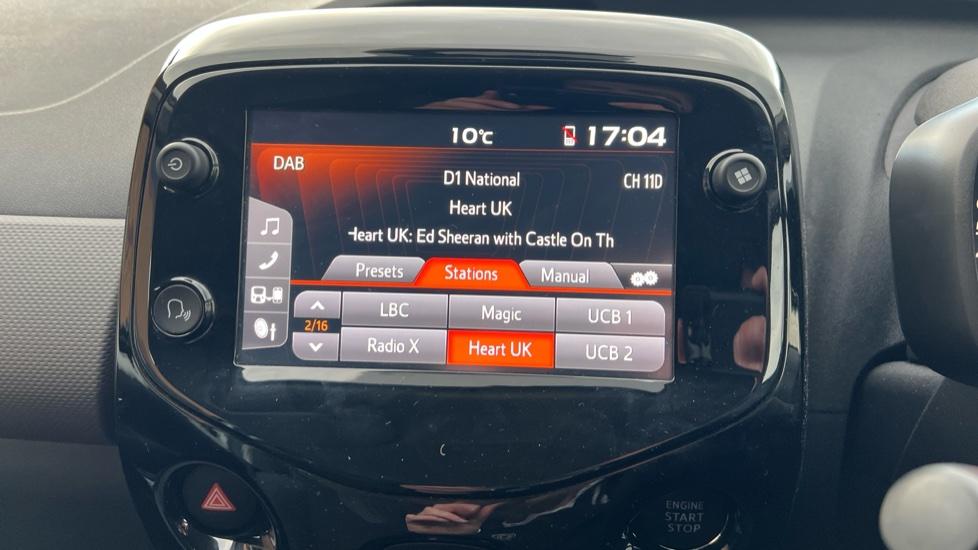 10°C 17:04
DAB
D1 National CH 11D
Heart UK
Heart UK: Ed Sheeran with Castle On Th
Presets Stations Manual
LBC Magic UCB 1
2/16
Radio X Heart UK UCB 2
ENGINE
START
STOP